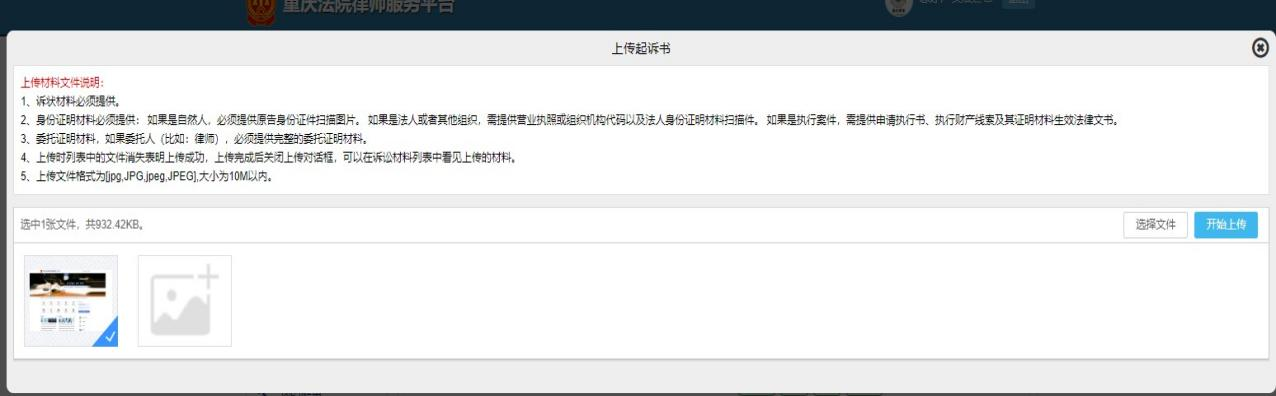 重庆法院律师服务平台
上传起诉书
上传材料文件说明：
1、诉状材料必须提供。
2、身份证明材料必须提供： 如果是自然人，必须提供原告身份证件扫描图片。 如果是法人或者其他组织，需提供营业执照或组织机构代码以及法人身份证明材料扫描件。 如果是执行案件，需提供申请执行书、执行财产线索及其证明材料生效法律文书。
3、委托证明材料，如果委托人（比如：律师），必须提供完整的委托证明材料。
4、上传时列表中的文件消失表明上传成功，上传完成后关闭上传对话框，可以在诉讼材料列表中看见上传的材料。
5、上传文件格式为[jpg,JPG,jpeg,JPEG],大小为10M以内。
选中1张文件，共932.42KB。
选择文件
开始上传